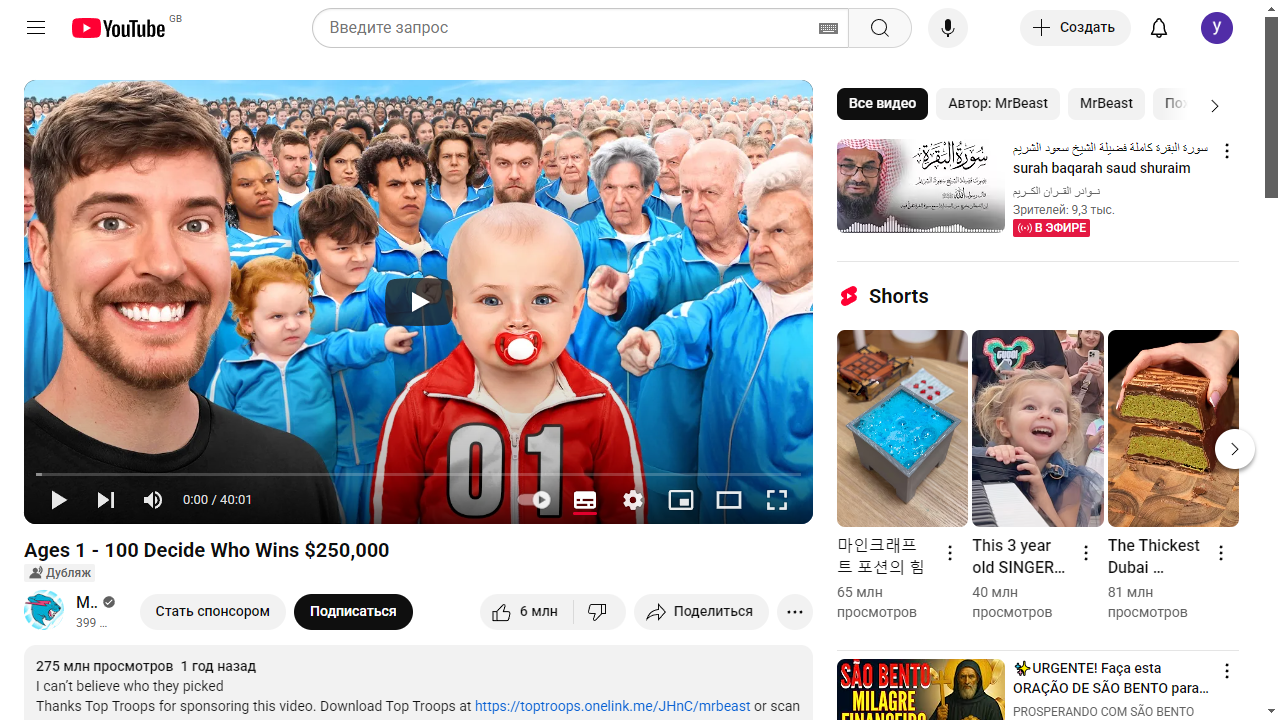 YouTube GB
Введите запрос
Создать
y
01
0:00 / 40:01
Ages 1 - 100 Decide Who Wins $250,000
Дубляж
M..
399 ...
Стать спонсором
Подписаться
6 млн
Поделиться
275 млн просмотров 1 год назад
I can't believe who they picked
Thanks Top Troops for sponsoring this video. Download Top Troops at https://toptroops.onelink.me/JHnC/mrbeast or scan
Все видео
Автор: MrBeast
MrBeast
سورة البقرة كاملة فضيلة الشيخ سعود الشريم
surah baqarah saud shuraim
نـوادر القـرآن الكـريم
Зрителей: 9,3 тыс.
В ЭФИРЕ
سورة البقرة
Shorts
마인크래프
트 포션의 힘
65 млн
просмотров
This 3 year
old SINGER...
40 млн
просмотров
The Thickest
Dubai ...
81 млн
просмотров
SÃO BENTO
MILAGRE
FINANCEIRO
✨URGENTE! Faça esta
ORAÇÃO DE SÃO BENTO para...
PROSPERANDO COM SÃO BENTO